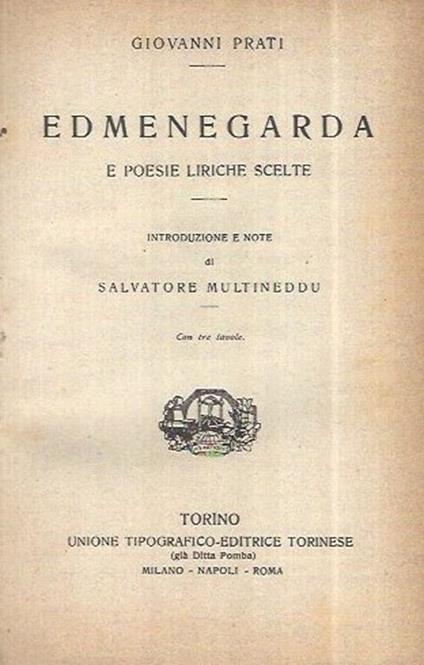 GIOVANNI PRATI
EDMENEGARDA
E POESIE LIRICHE SCELTE
INTRODUZIONE E NOTE
di
SALVATORE MULTINEDDU
Con tre tavole.
TORINO
UNIONE TIPOGRAFICO-EDITRICE TORINESE
(già Ditta Pomba)
MILANO - NAPOLI - ROMA